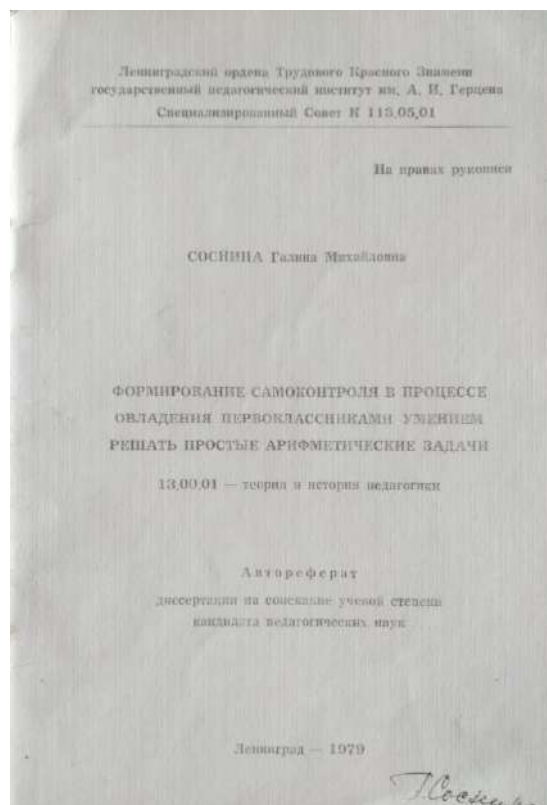 Ленинградский ордена Трудового Красного Знамени
государственный педагогический институт им. А. И. Герцена
Специализированный Совет К 113.05.01
На правах рукописи
СОСНИНА Галина Михайловна
ФОРМИРОВАНИЕ САМОКОНТРОЛЯ В ПРОЦЕССЕ
ОВЛАДЕНИЯ ПЕРВОКЛАССНИКАМИ УМЕНИЕМ
РЕШАТЬ ПРОСТЫЕ АРИФМЕТИЧЕСКИЕ ЗАДАЧИ
13.00.01 — теория и история педагогики
Автореферат
диссертации на соискание ученой степени
кандидата педагогических наук
Ленинград — 1979